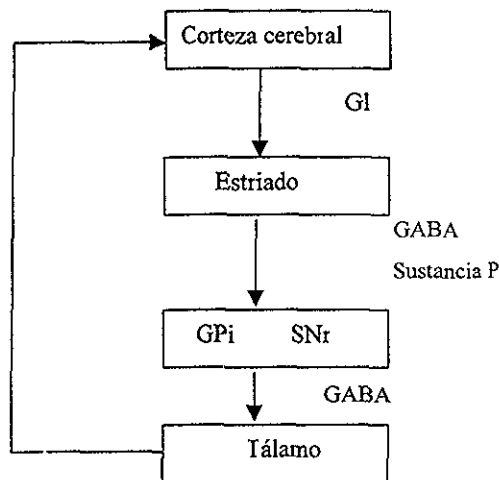 Corteza cerebral
Gl
Estriado
GABA
Sustancia P
GPi SNr
GABA
Tálamo